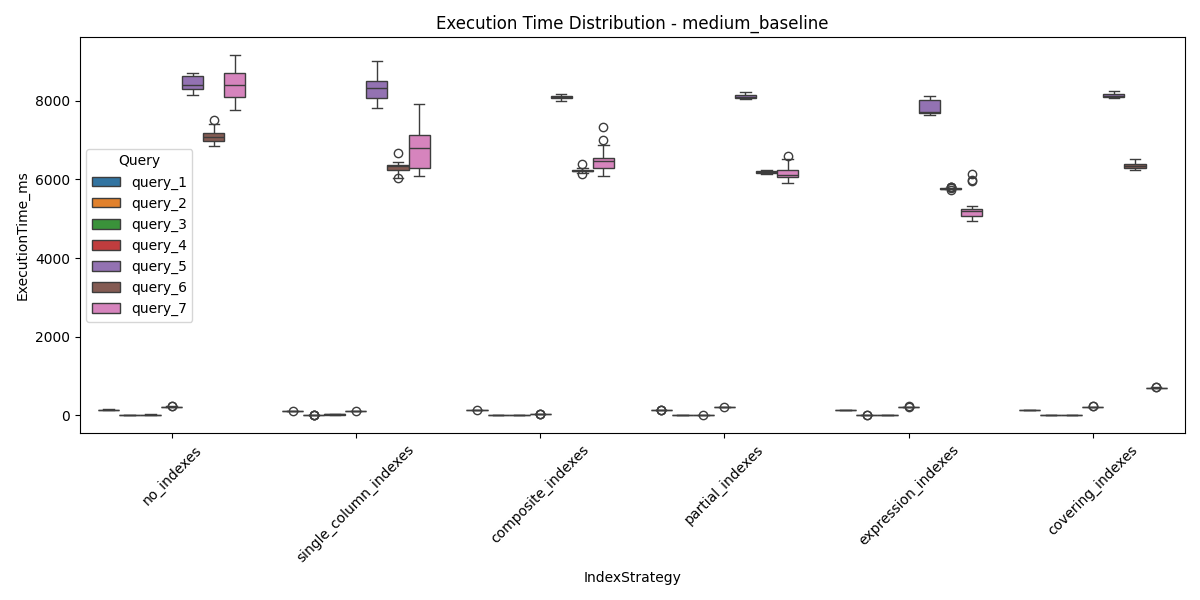 Execution Time Distribution - medium_baseline
ExecutionTime_ms
8000
6000
4000
2000
0
Query
query_1
query_2
query_3
query_4
query_5
query_6
query_7
no_indexes
single_column_indexes
composite_indexes
partial_indexes
expression_indexes
covering_indexes
IndexStrategy